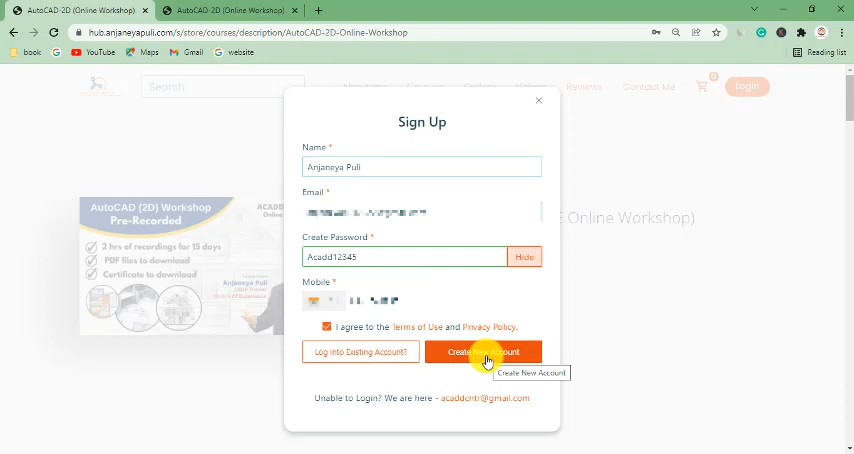 AutoCAD-2D (Online Workshop)
AutoCAD -2D (Online Workshop)
hub.anjaneyapuli.com/s/store/courses/description/AutoCAD-2D-Online-Workshop
book
YouTube
Maps
Gmail
website
Reading list
Search
Reviews
Contact Me
0
Login
Sign Up
Name *
Anjaneya Puli
Email *
Create Password *
Acadd12345
Hide
Mobile *
I agree to the Terms of Use and Privacy Policy.
Log Into Existing Account?
Create New Account
Create New Account
Unable to Login? We are here - acaddcntr@gmail.com
AutoCAD (2D) Workshop
Pre-Recorded
2 hrs of recordings for 15 days
PDF files to download
Certificate to download
Anjaneya Puli
Online Workshop)